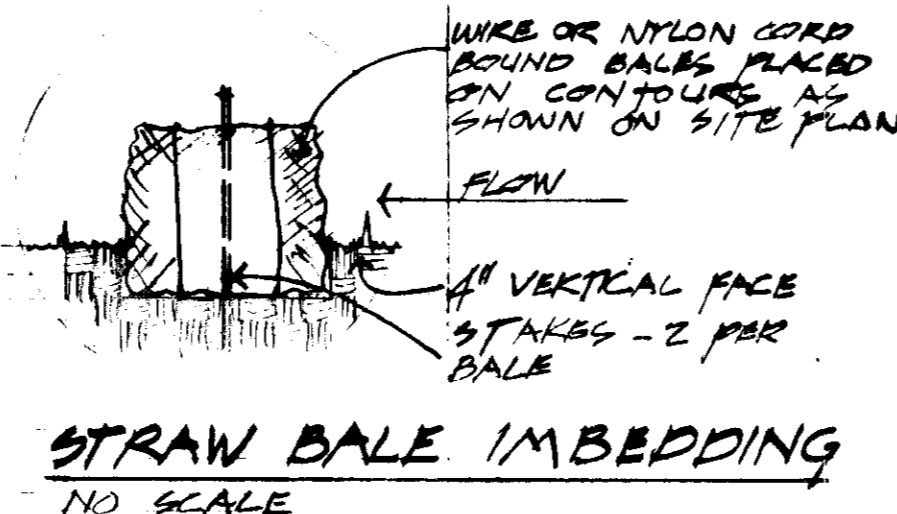 WIRE OR NYLON CORD
BOUND BALES PLACED
ON CONTOURS AS
SHOWN ON SITE PLAN
FLOW
4" VERTICAL FACE
STAKES - 2 PER
BALE
STRAW BALE IMBEDDING
NO SCALE